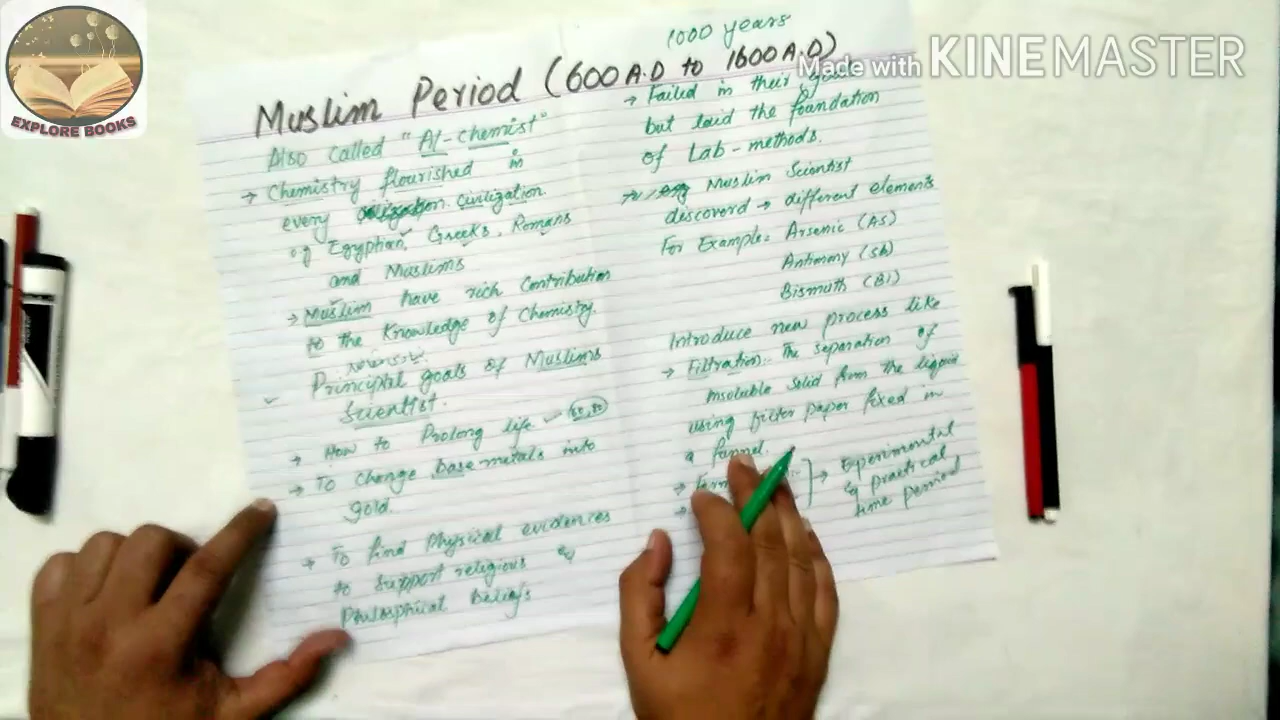 EXPLORE BOOKS
Made with KINEMASTER
1000 years
Muslim Period (600 A.D to 1600 A.D)
Also called "Al-chemist"
→ Chemistry flourished in
every civilization
of Egyptian, Greeks, Romans
and Muslims
→ Muslim have rich Contribution
to the Knowledge of Chemistry.
Principal goals of Muslims
Scientist.
→ How to Prolong life
→ To Change base metals into
gold.
→ To find Physical evidences
to support religious &
Philosphical beliefs
→ Failed in their goals
but laid the foundation
of Lab-methods.
Muslim Scientist
discoverd → different elements
For Example: Arsenic (AS)
Antimony (Sb)
Bismuth (Bi)
Introduce new process like
→ Filtration:. The separation of
insoluble solid from the liquid
using filter paper fixed in
a funnel.
→ Experimental
& practical
time period